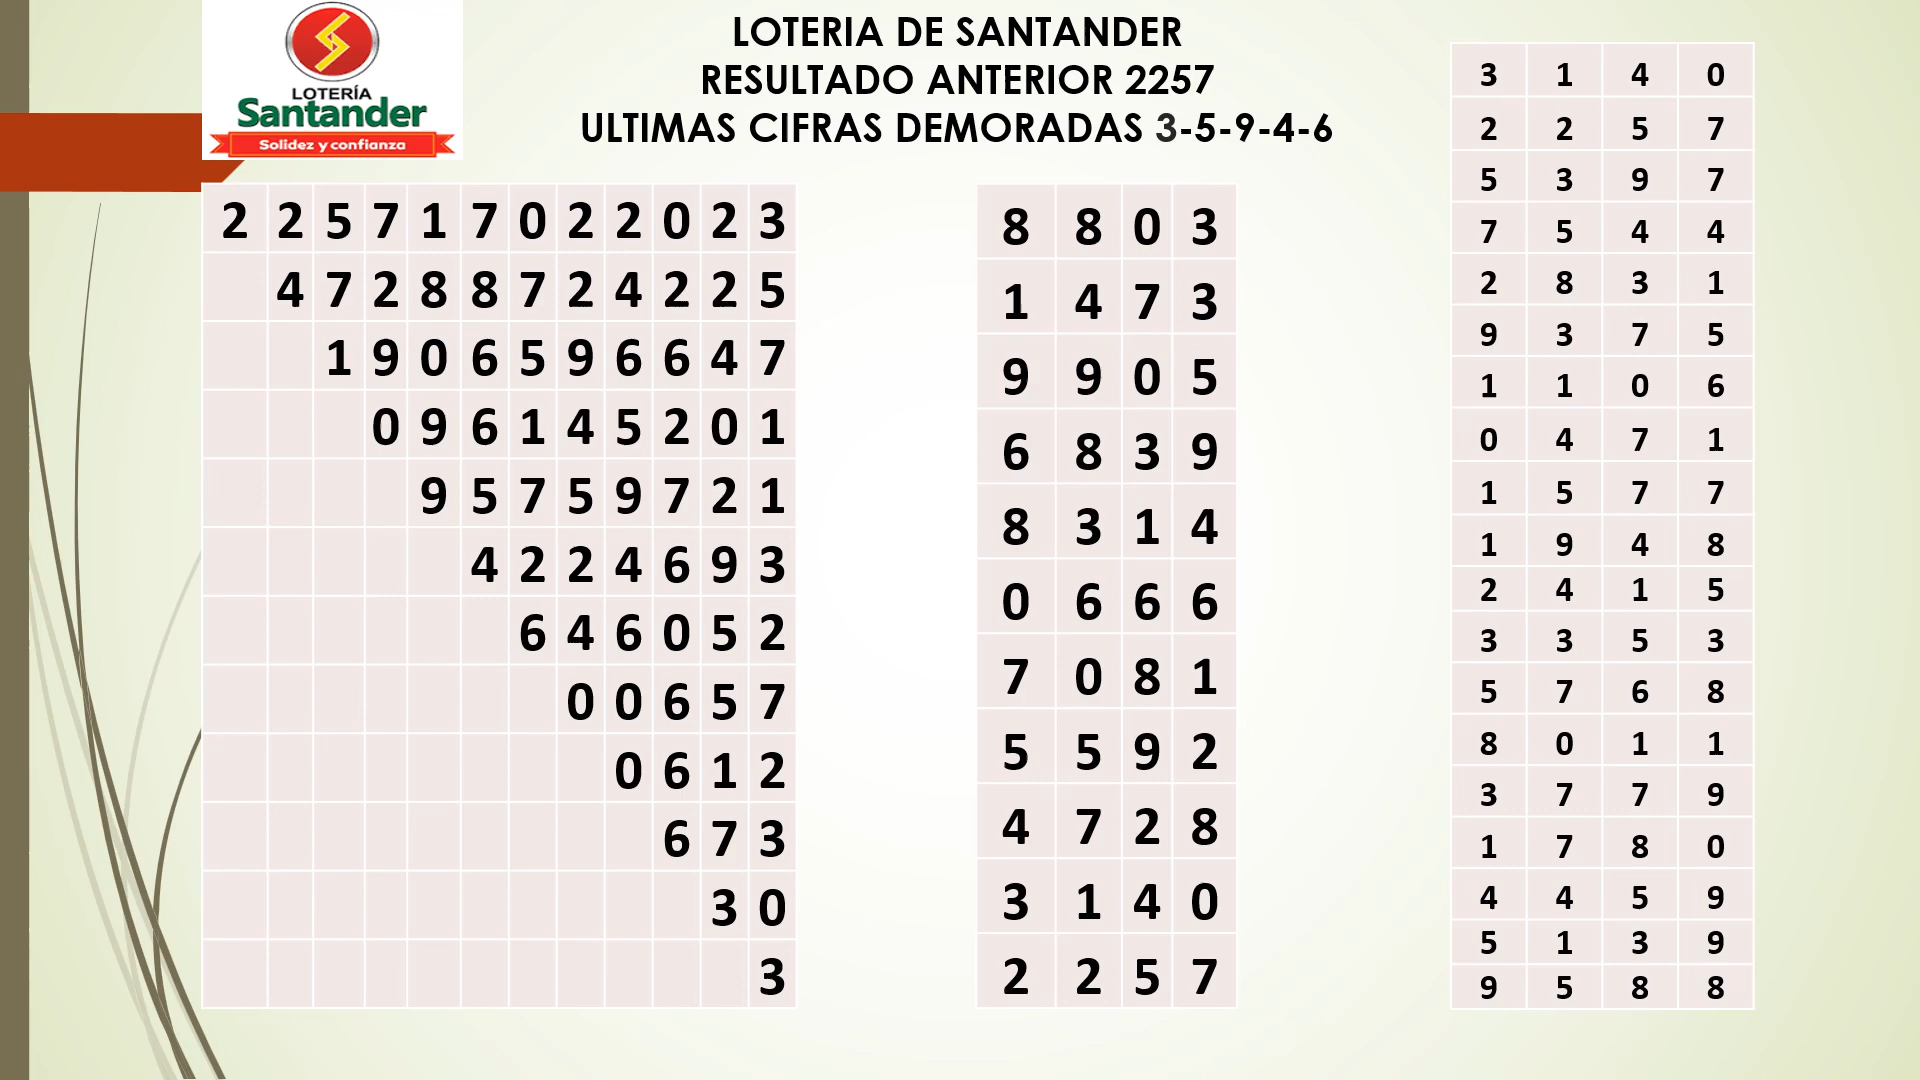 LOTERÍA
Santander
Solidez y confianza
LOTERIA DE SANTANDER
RESULTADO ANTERIOR 2257
ULTIMAS CIFRAS DEMORADAS 3-5-9-4-6
2 2 5 7 1 7 0 2 2 0 2 3
4 7 2 8 8 7 2 4 2 2 5
1 9 0 6 5 9 6 6 4 7
0 9 6 1 4 5 2 0 1
9 5 7 5 9 7 2 1
4 2 2 4 6 9 3
6 4 6 0 5 2
0 0 6 5 7
0 6 1 2
6 7 3
3 0
3
8 8 0 3
1 4 7 3
9 9 0 5
6 8 3 9
8 3 1 4
0 6 6 6
7 0 8 1
5 5 9 2
4 7 2 8
3 1 4 0
2 2 5 7
3 1 4 0
2 2 5 7
5 3 9 7
7 5 4 4
2 8 3 1
9 3 7 5
1 1 0 6
0 4 7 1
1 5 7 7
1 9 4 8
2 4 1 5
3 3 5 3
5 7 6 8
8 0 1 1
3 7 7 9
1 7 8 0
4 4 5 9
5 1 3 9
9 5 8 8